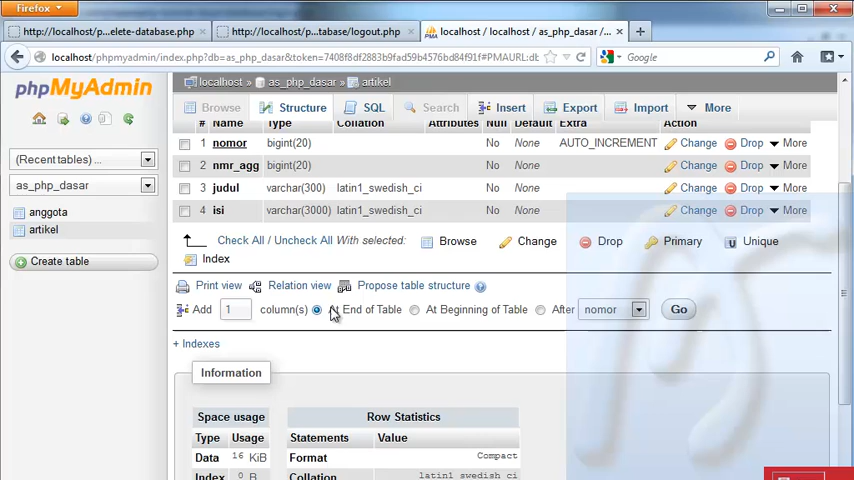 Firefox
http://localhost/p...elete-database.php
http://localhost/p...tabase/logout.php
localhost / localhost / as_php_dasar /...
localhost/phpmyadmin/index.php?db=as_php_dasar&token=7408f8df2883b9fad59b4576bd84f91f#PMAURL:db
Google
phpMyAdmin
localhost » as_php_dasar » artikel
Browse Structure SQL Search Insert Export Import More
# Name Type Collation Attributes Null Default Extra Action
1 nomor bigint(20) No None AUTO_INCREMENT Change Drop More
2 nmr_agg bigint(20) No None Change Drop More
3 judul varchar(300) latin1_swedish_ci No None Change Drop More
4 isi varchar(3000) latin1_swedish_ci No None Change Drop More
(Recent tables) ...
as_php_dasar
anggota
artikel
Create table
Check All / Uncheck All With selected: Browse Change Drop Primary Unique
Index
Print view Relation view Propose table structure
Add 1 column(s) At End of Table At Beginning of Table After nomor Go
+ Indexes
Information
Space usage
Type Usage
Data 16 KiB
Index 0 B
Row Statistics
Statements Value
Format Compact
Collation latin1_swedish_ci